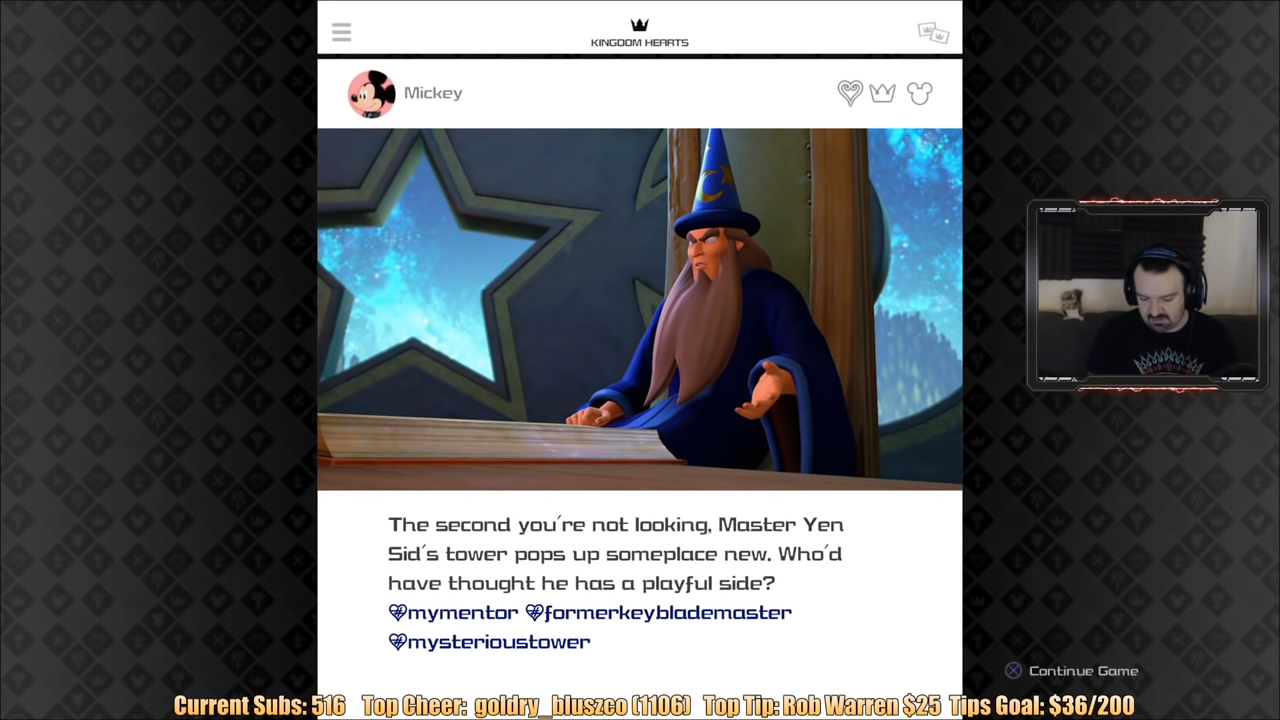 KINGDOM HEARTS
Mickey
The second you're not looking, Master Yen
Sid's tower pops up someplace new. Who'd
have thought he has a playful side?
#mymentor #formerkeyblademaster
#mysterioustower
Continue Game
Current Subs: 516 Top Cheer: goldry_bluszco (1106) Top Tip: Rob Warren $25 Tips Goal: $36/200